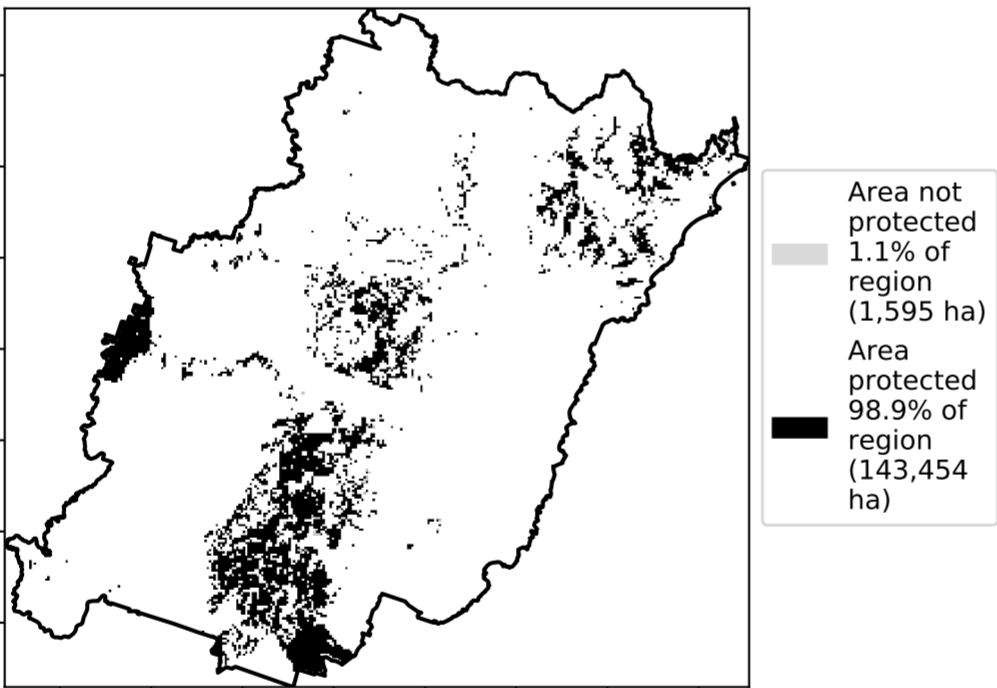 Area not
protected
1.1% of
region
(1,595 ha)
Area
protected
98.9% of
region
(143,454
ha)